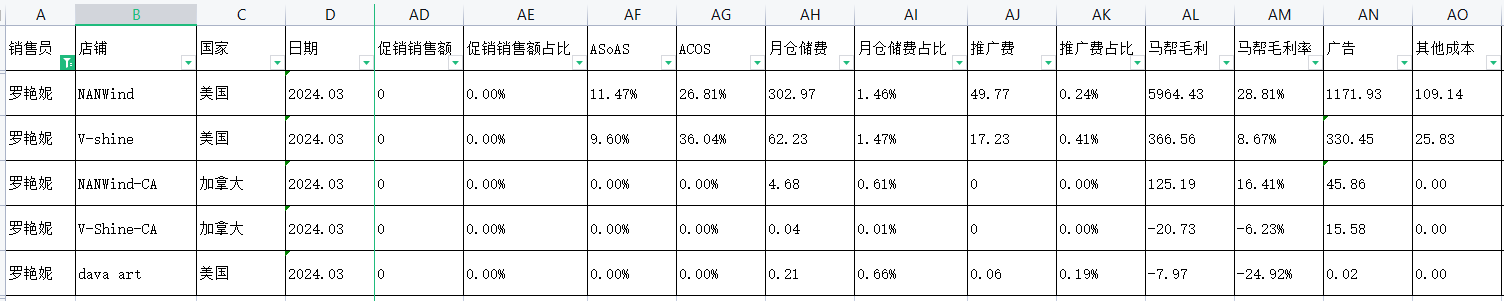 A B C D AD AE AF AG AH AI AJ AK AL AM AN AO
销售员 店铺 国家 日期 促销销售额 促销销售额占比 ASoAS ACOS 月仓储费 月仓储费占比 推广费 推广费占比 马帮毛利 马帮毛利率 广告 其他成本
罗艳妮 NANWind 美国 2024.03 0 0.00% 11.47% 26.81% 302.97 1.46% 49.77 0.24% 5964.43 28.81% 1171.93 109.14
罗艳妮 V-shine 美国 2024.03 0 0.00% 9.60% 36.04% 62.23 1.47% 17.23 0.41% 366.56 8.67% 330.45 25.83
罗艳妮 NANWind-CA 加拿大 2024.03 0 0.00% 0.00% 0.00% 4.68 0.61% 0 0.00% 125.19 16.41% 45.86 0.00
罗艳妮 V-Shine-CA 加拿大 2024.03 0 0.00% 0.00% 0.00% 0.04 0.01% 0 0.00% -20.73 -6.23% 15.58 0.00
罗艳妮 dava art 美国 2024.03 0 0.00% 0.00% 0.00% 0.21 0.66% 0.06 0.19% -7.97 -24.92% 0.02 0.00